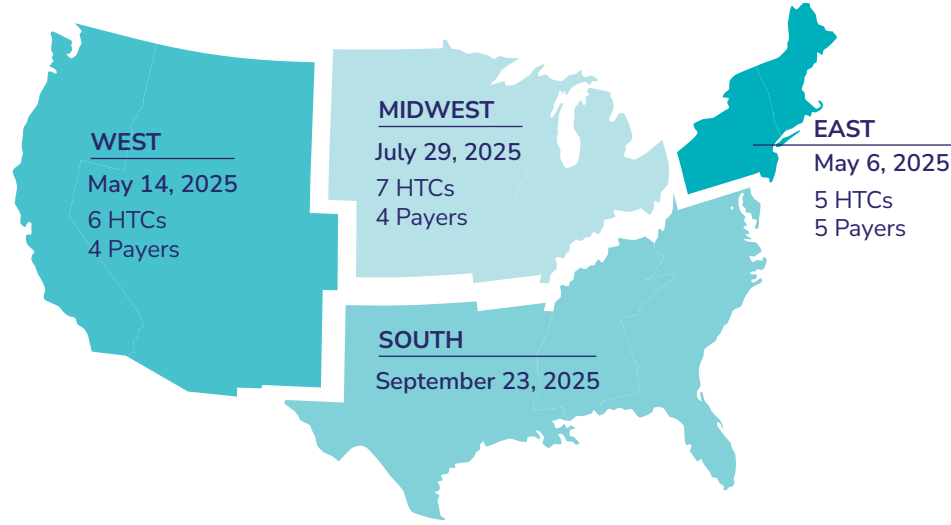 WEST
May 14, 2025
6 HTCs
4 Payers
MIDWEST
July 29, 2025
7 HTCs
4 Payers
EAST
May 6, 2025
5 HTCs
5 Payers
SOUTH
September 23, 2025